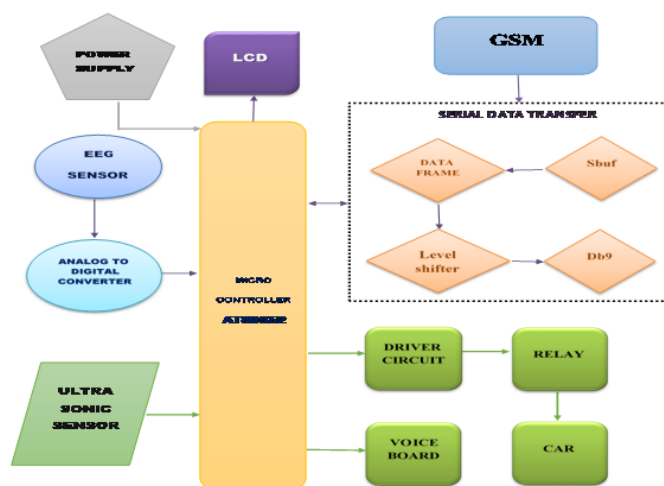 POWER
SUPPLY
LCD
GSM
SERIAL DATA TRANSFER
EEG
SENSOR
DATA
FRAME
Sbuf
ANALOG TO
DIGITAL
CONVERTER
Level
shifter
Db9
MICRO
CONTROLLER
DRIVER
CIRCUIT
RELAY
ULTRA
SONIC
SENSOR
VOICE
BOARD
CAR